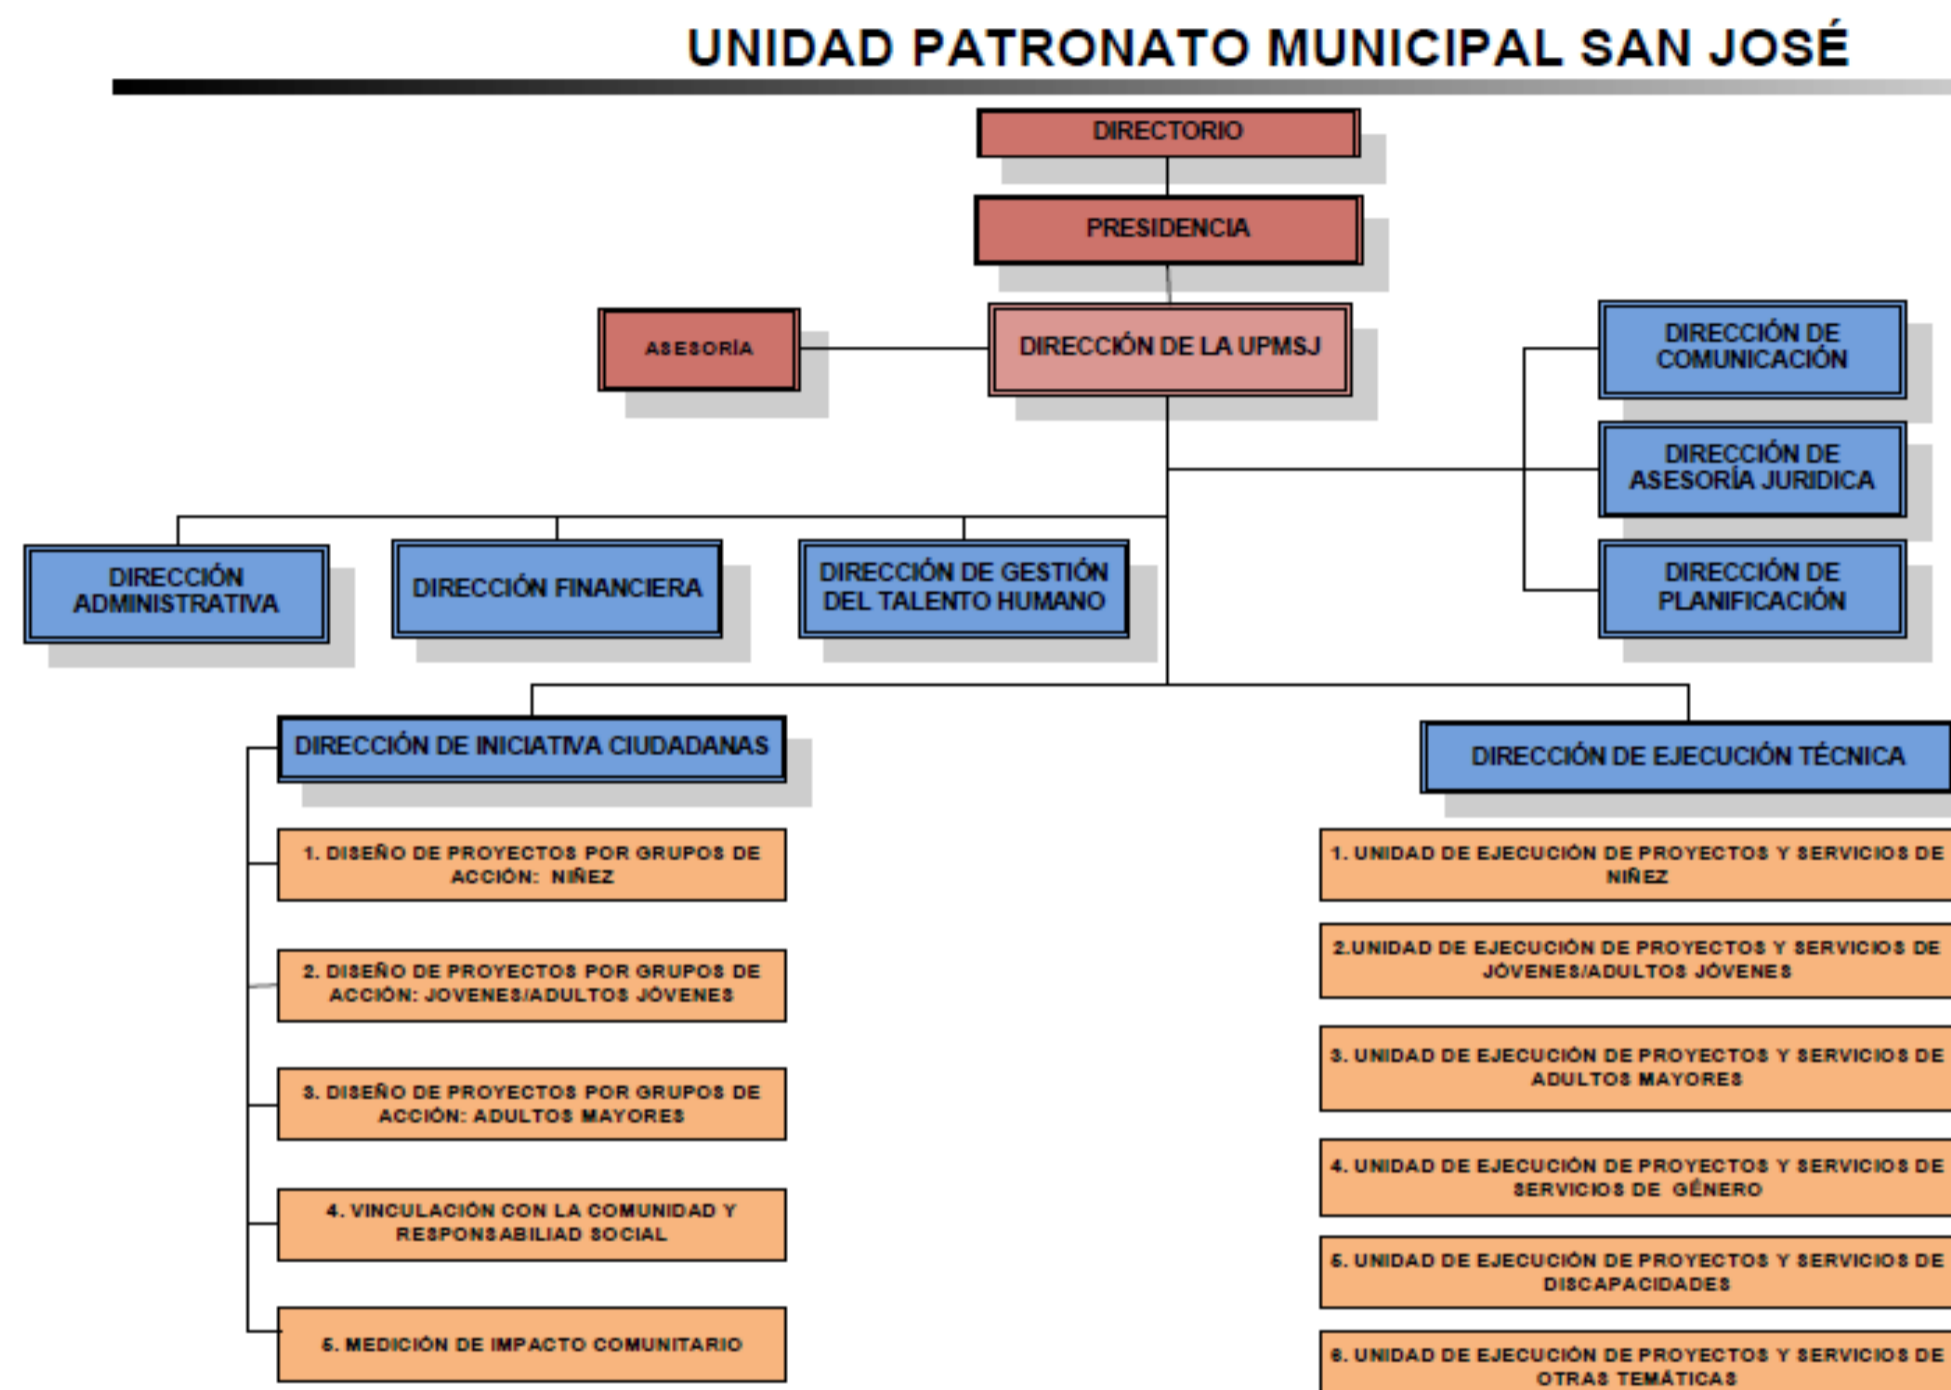 UNIDAD PATRONATO MUNICIPAL SAN JOSÉ
DIRECTORIO
PRESIDENCIA
ASESORÍA
DIRECCIÓN DE LA UPMSJ
DIRECCIÓN DE
COMUNICACIÓN
DIRECCIÓN DE
ASESORÍA JURIDICA
DIRECCIÓN DE
PLANIFICACIÓN
DIRECCIÓN
ADMINISTRATIVA
DIRECCIÓN FINANCIERA
DIRECCIÓN DE GESTIÓN
DEL TALENTO HUMANO
DIRECCIÓN DE INICIATIVA CIUDADANAS
1. DISEÑO DE PROYECTOS POR GRUPOS DE
ACCIÓN: NIÑEZ
2. DISEÑO DE PROYECTOS POR GRUPOS DE
ACCIÓN: JOVENES/ADULTOS JÓVENES
3. DISEÑO DE PROYECTOS POR GRUPOS DE
ACCIÓN: ADULTOS MAYORES
4. VINCULACIÓN CON LA COMUNIDAD Y
RESPONSABILIAD SOCIAL
5. MEDICIÓN DE IMPACTO COMUNITARIO
DIRECCIÓN DE EJECUCIÓN TÉCNICA
1. UNIDAD DE EJECUCIÓN DE PROYECTOS Y SERVICIOS DE
NIÑEZ
2.UNIDAD DE EJECUCIÓN DE PROYECTOS Y SERVICIOS DE
JÓVENES/ADULTOS JÓVENES
3. UNIDAD DE EJECUCIÓN DE PROYECTOS Y SERVICIOS DE
ADULTOS MAYORES
4. UNIDAD DE EJECUCIÓN DE PROYECTOS Y SERVICIOS DE
SERVICIOS DE GÉNERO
5. UNIDAD DE EJECUCIÓN DE PROYECTOS Y SERVICIOS DE
DISCAPACIDADES
6. UNIDAD DE EJECUCIÓN DE PROYECTOS Y SERVICIOS DE
OTRAS TEMÁTICAS